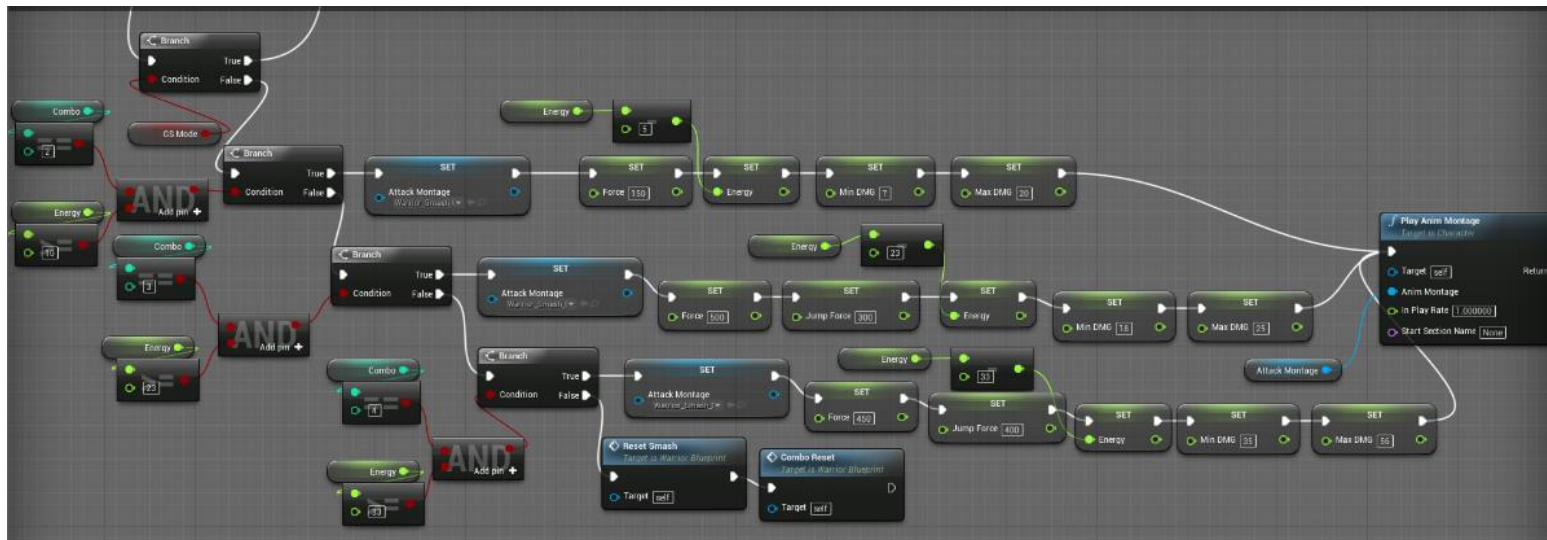 Branch
True
Condition
False
Combo
2
GS Mode
Energy
5
Branch
True
Condition
False
SET
Attack Montage
SET
Force 150
SET
Energy
SET
Min DMG 7
SET
Max DMG 20
AND
Add pin +
Energy
Combo
3
Branch
True
Condition
False
SET
Attack Montage
Energy
23
SET
Force 500
SET
Jump Force 300
SET
Energy
SET
Min DMG
SET
Max DMG 25
Play Anim Montage
Target is Character
Target self
Return
Anim Montage
In Play Rate 1.000000
Start Section Name None
Attack Montage
AND
Add pin +
Energy
23
Combo
4
Branch
True
Condition
False
SET
Attack Montage
Energy
33
SET
Force 450
SET
Jump Force 400
SET
Energy
SET
Min DMG 35
SET
Max DMG 56
AND
Add pin +
Energy
Reset Smash
Target is Warrior Blueprint
Target self
Combo Reset
Target is Warrior Blueprint
Target self